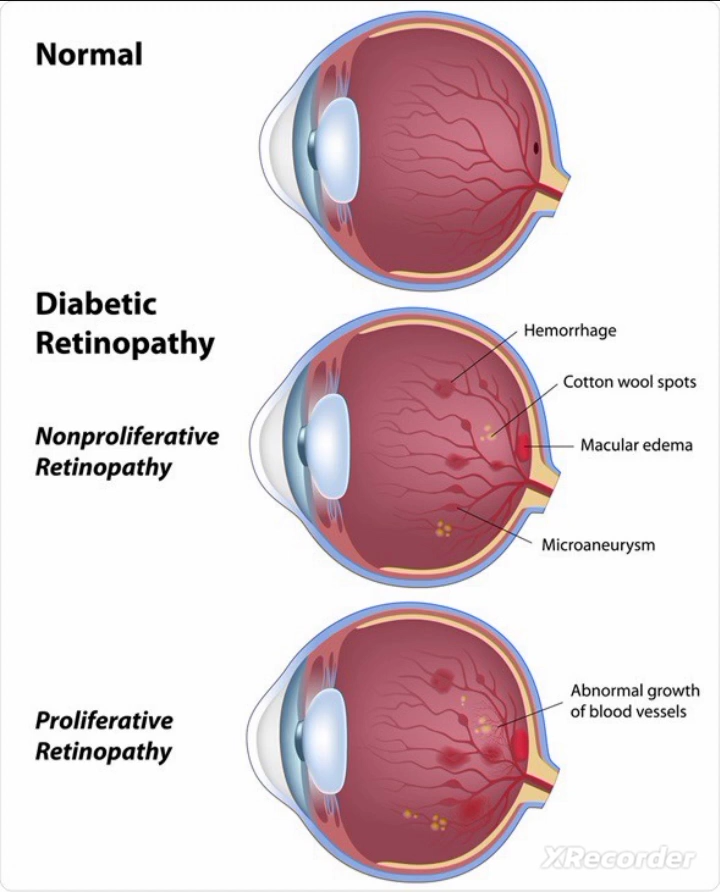 Normal
Diabetic
Retinopathy
Hemorrhage
Cotton wool spots
Nonproliferative
Retinopathy
Macular edema
Microaneurysm
Proliferative
Retinopathy
Abnormal growth
of blood vessels
XRecorder